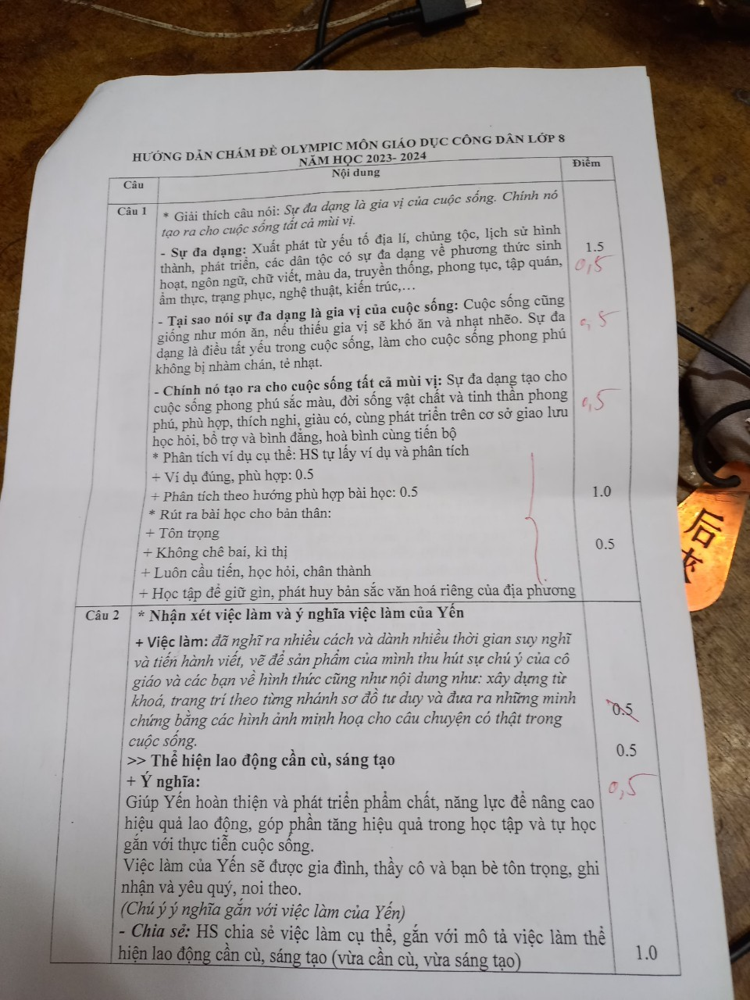 HƯỚNG DẪN CHẤM ĐỀ OLYMPIC MÔN GIÁO DỤC CÔNG DÂN LỚP 8
NĂM HỌC 2023- 2024
Câu
Nội dung
Điểm
Câu 1
* Giải thích câu nói: Sự đa dạng là gia vị của cuộc sống. Chính nó
tạo ra cho cuộc sống tất cả mùi vị.
- Sự đa dạng: Xuất phát từ yếu tố địa lí, chủng tộc, lịch sử hình
thành, phát triển, các dân tộc có sự đa dạng về phương thức sinh
hoạt, ngôn ngữ, chữ viết, màu da, truyền thống, phong tục, tập quán,
ẩm thực, trang phục, nghệ thuật, kiến trúc,…
1.5
0,5
- Tại sao nói sự đa dạng là gia vị của cuộc sống: Cuộc sống cũng
giống như món ăn, nếu thiếu gia vị sẽ khó ăn và nhạt nhẽo. Sự đa
dạng là điều tất yếu trong cuộc sống, làm cho cuộc sống phong phú
không bị nhàm chán, tẻ nhạt.
0,5
- Chính nó tạo ra cho cuộc sống tất cả mùi vị: Sự đa dạng tạo cho
cuộc sống phong phú sắc màu, đời sống vật chất và tinh thần phong
phú, phù hợp, thích nghi, giàu có, cùng phát triển trên cơ sở giao lưu
học hỏi, bổ trợ và bình đẳng, hoà bình cùng tiến bộ
0,5
* Phân tích ví dụ cụ thể: HS tự lấy ví dụ và phân tích
+ Ví dụ đúng, phù hợp: 0.5
+ Phân tích theo hướng phù hợp bài học: 0.5
1.0
* Rút ra bài học cho bản thân:
+ Tôn trọng
+ Không chê bai, kì thị
0.5
+ Luôn cầu tiến, học hỏi, chân thành
+ Học tập để giữ gìn, phát huy bản sắc văn hoá riêng của địa phương
Câu 2
* Nhận xét việc làm và ý nghĩa việc làm của Yến
+ Việc làm: đã nghĩ ra nhiều cách và dành nhiều thời gian suy nghĩ
và tiến hành viết, vẽ để sản phẩm của mình thu hút sự chú ý của cô
giáo và các bạn về hình thức cũng như nội dung như: xây dựng từ
khoá, trang trí theo từng nhánh sơ đồ tư duy và đưa ra những minh
chứng bằng các hình ảnh minh hoạ cho câu chuyện có thật trong
cuộc sống.
0.5
>> Thể hiện lao động cần cù, sáng tạo
0.5
+ Ý nghĩa:
0,5
Giúp Yến hoàn thiện và phát triển phẩm chất, năng lực để nâng cao
hiệu quả lao động, góp phần tăng hiệu quả trong học tập và tự học
gắn với thực tiễn cuộc sống.
Việc làm của Yến sẽ được gia đình, thầy cô và bạn bè tôn trọng, ghi
nhận và yêu quý, noi theo.
(Chú ý ý nghĩa gắn với việc làm của Yến)
- Chia sẻ: HS chia sẻ việc làm cụ thể, gắn với mô tả việc làm thể
hiện lao động cần cù, sáng tạo (vừa cần cù, vừa sáng tạo)
1.0
后